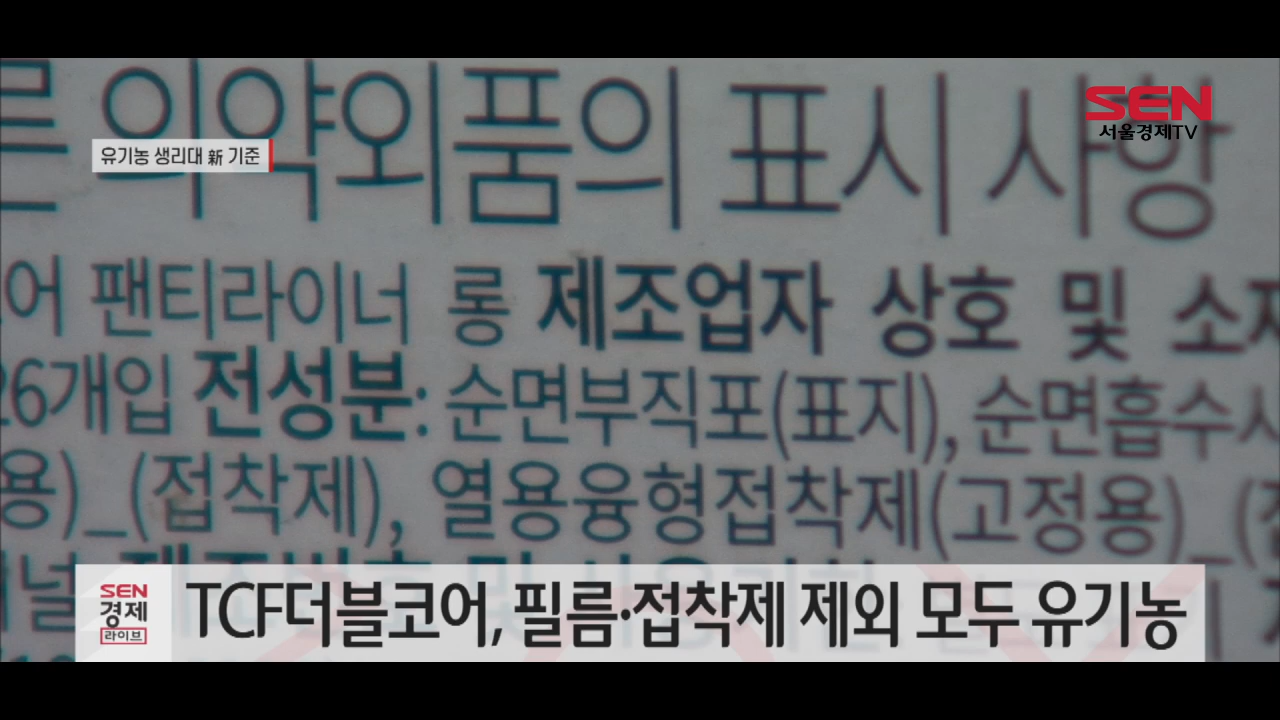 른 의약외품의 표시 사항
SEN
서울경제TV
유기농 생리대 新 기준
어 팬티라이너 롱 제조업자 상호 및 소재
26개입 전성분: 순면부직포(표지), 순면흡수
용)_(접착제), 열용융형접착제(고정용)_(접
SEN
경제
라이브
TCF더블코어, 필름·접착제 제외 모두 유기농